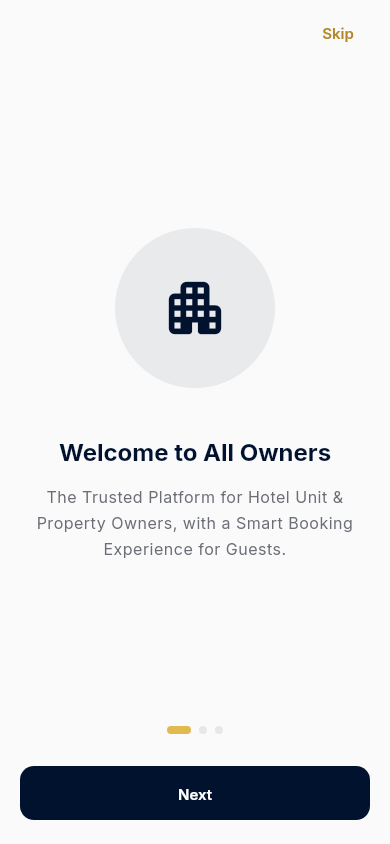 Skip
Welcome to All Owners
The Trusted Platform for Hotel Unit &
Property Owners, with a Smart Booking
Experience for Guests.
Next